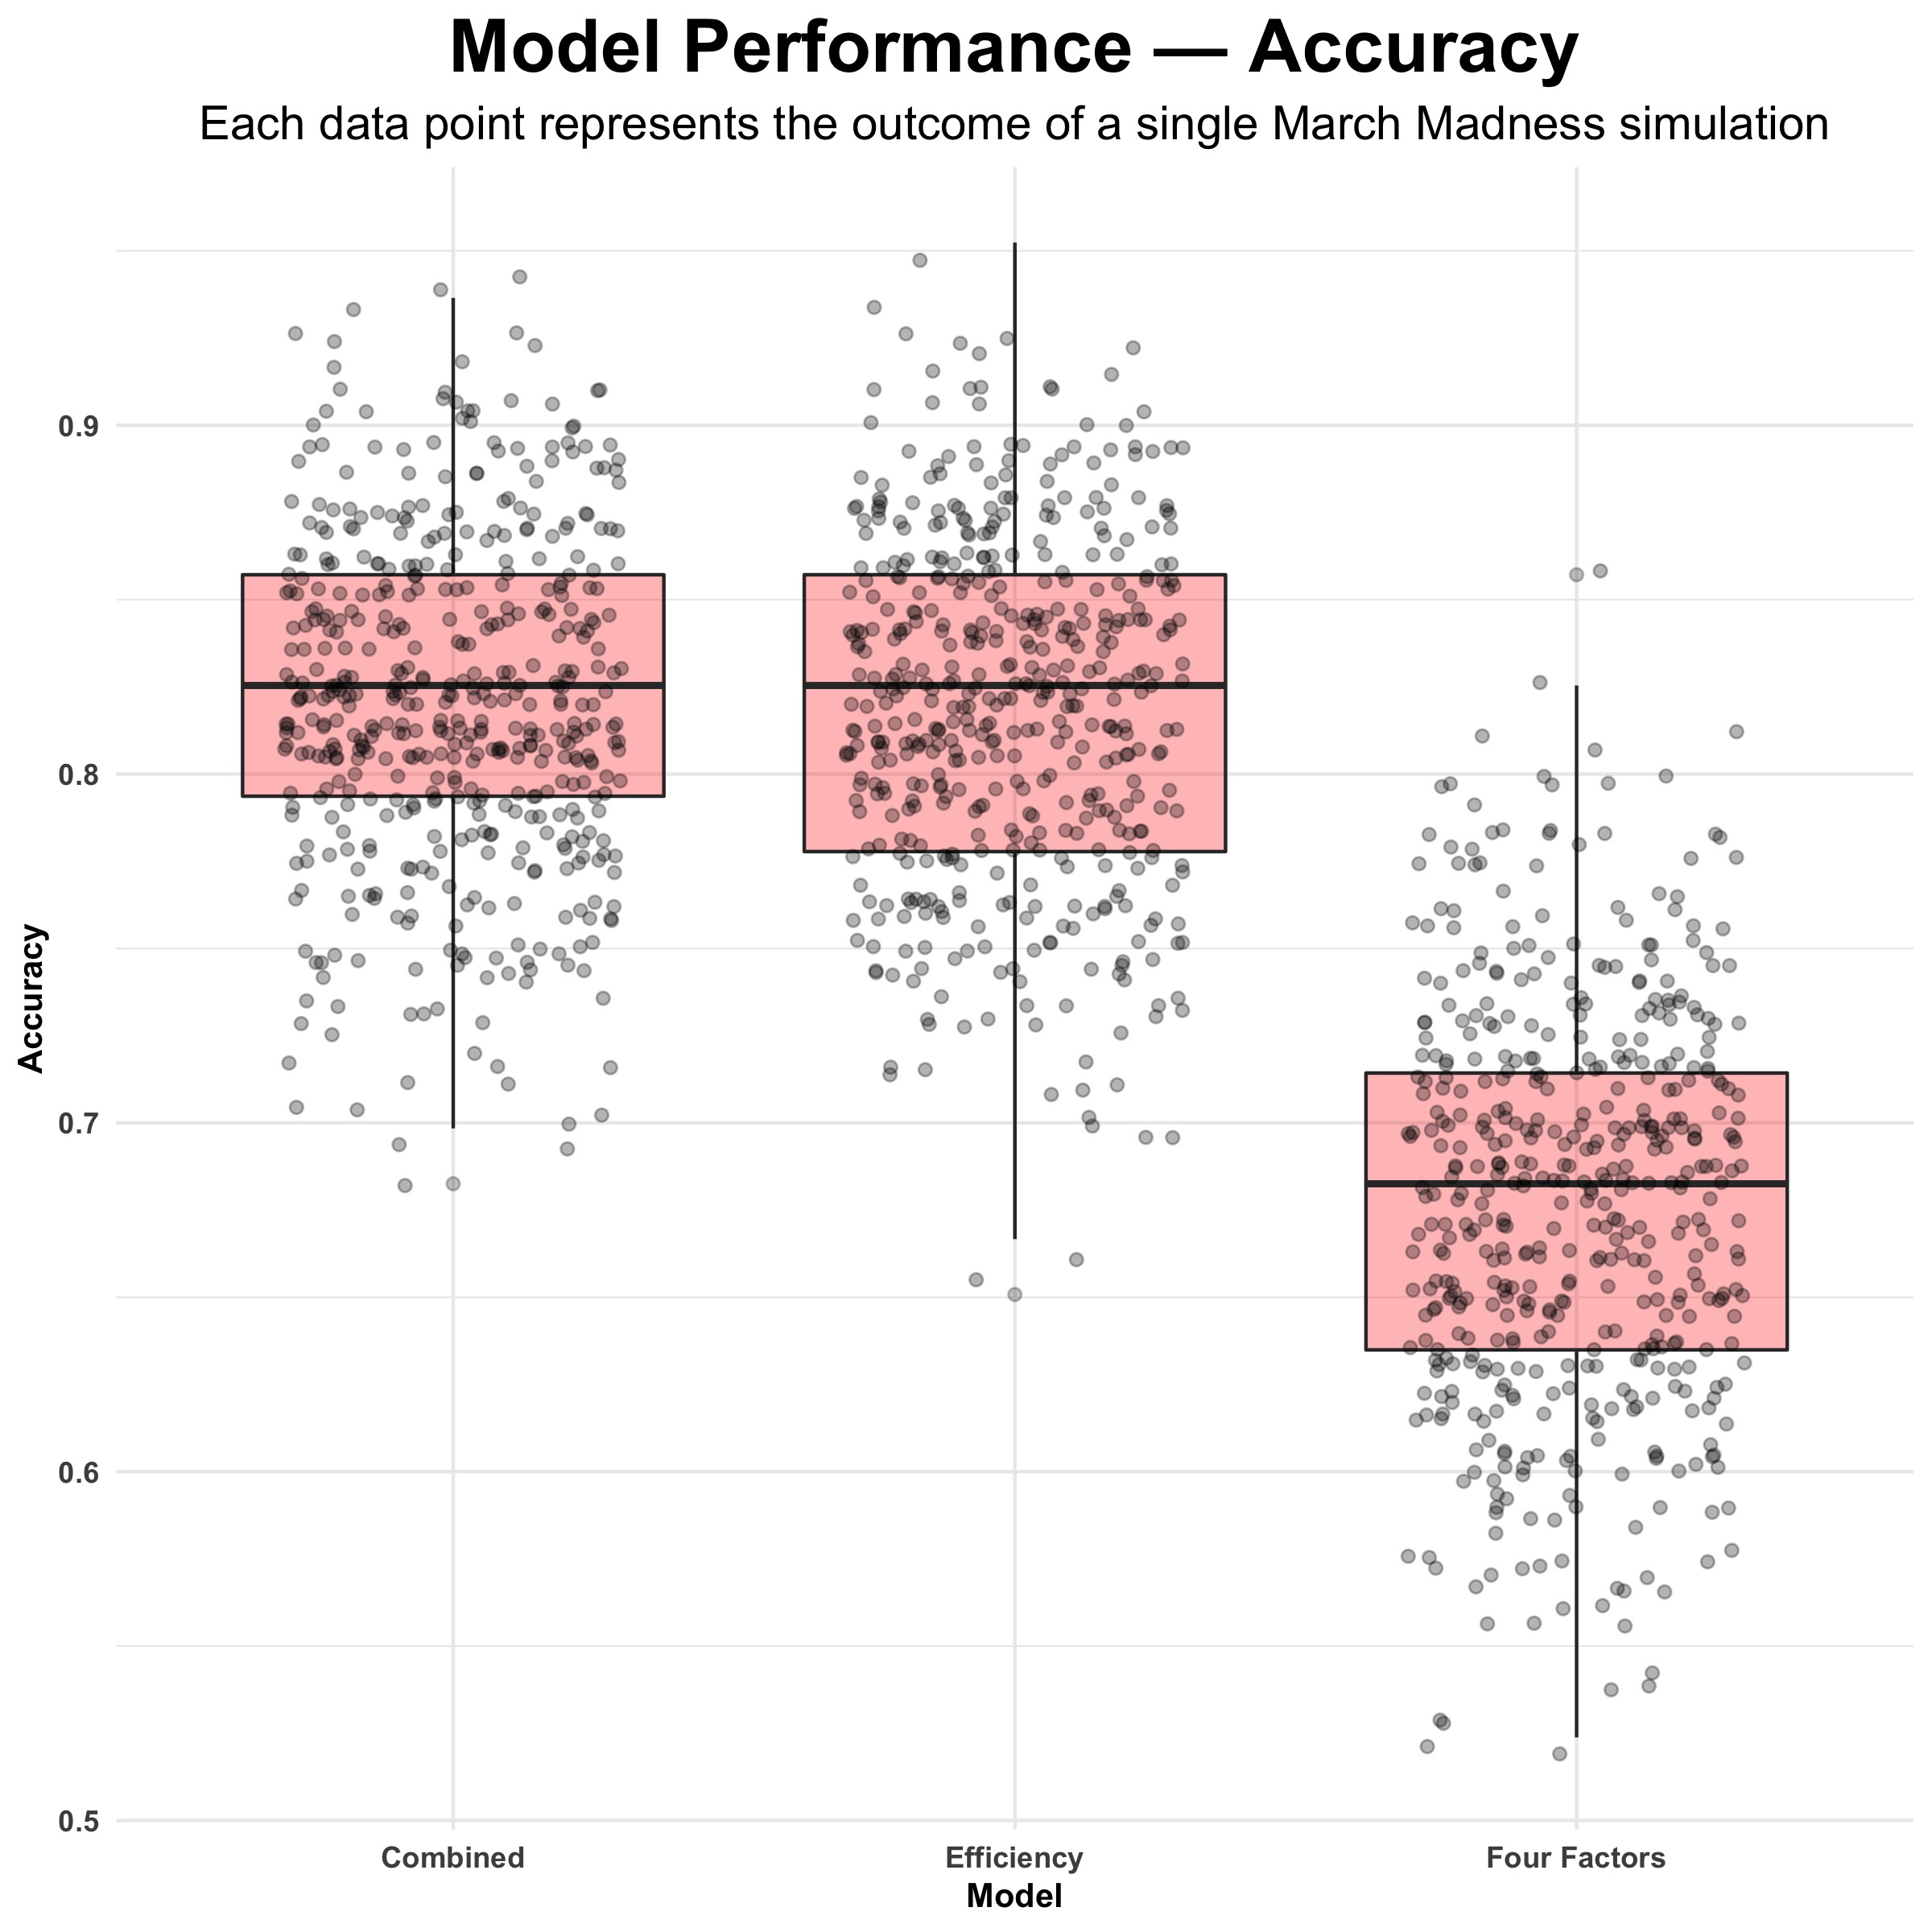 Model Performance — Accuracy
Each data point represents the outcome of a single March Madness simulation
Accuracy
0.9
0.8
0.7
0.6
0.5
Combined
Efficiency
Four Factors
Model